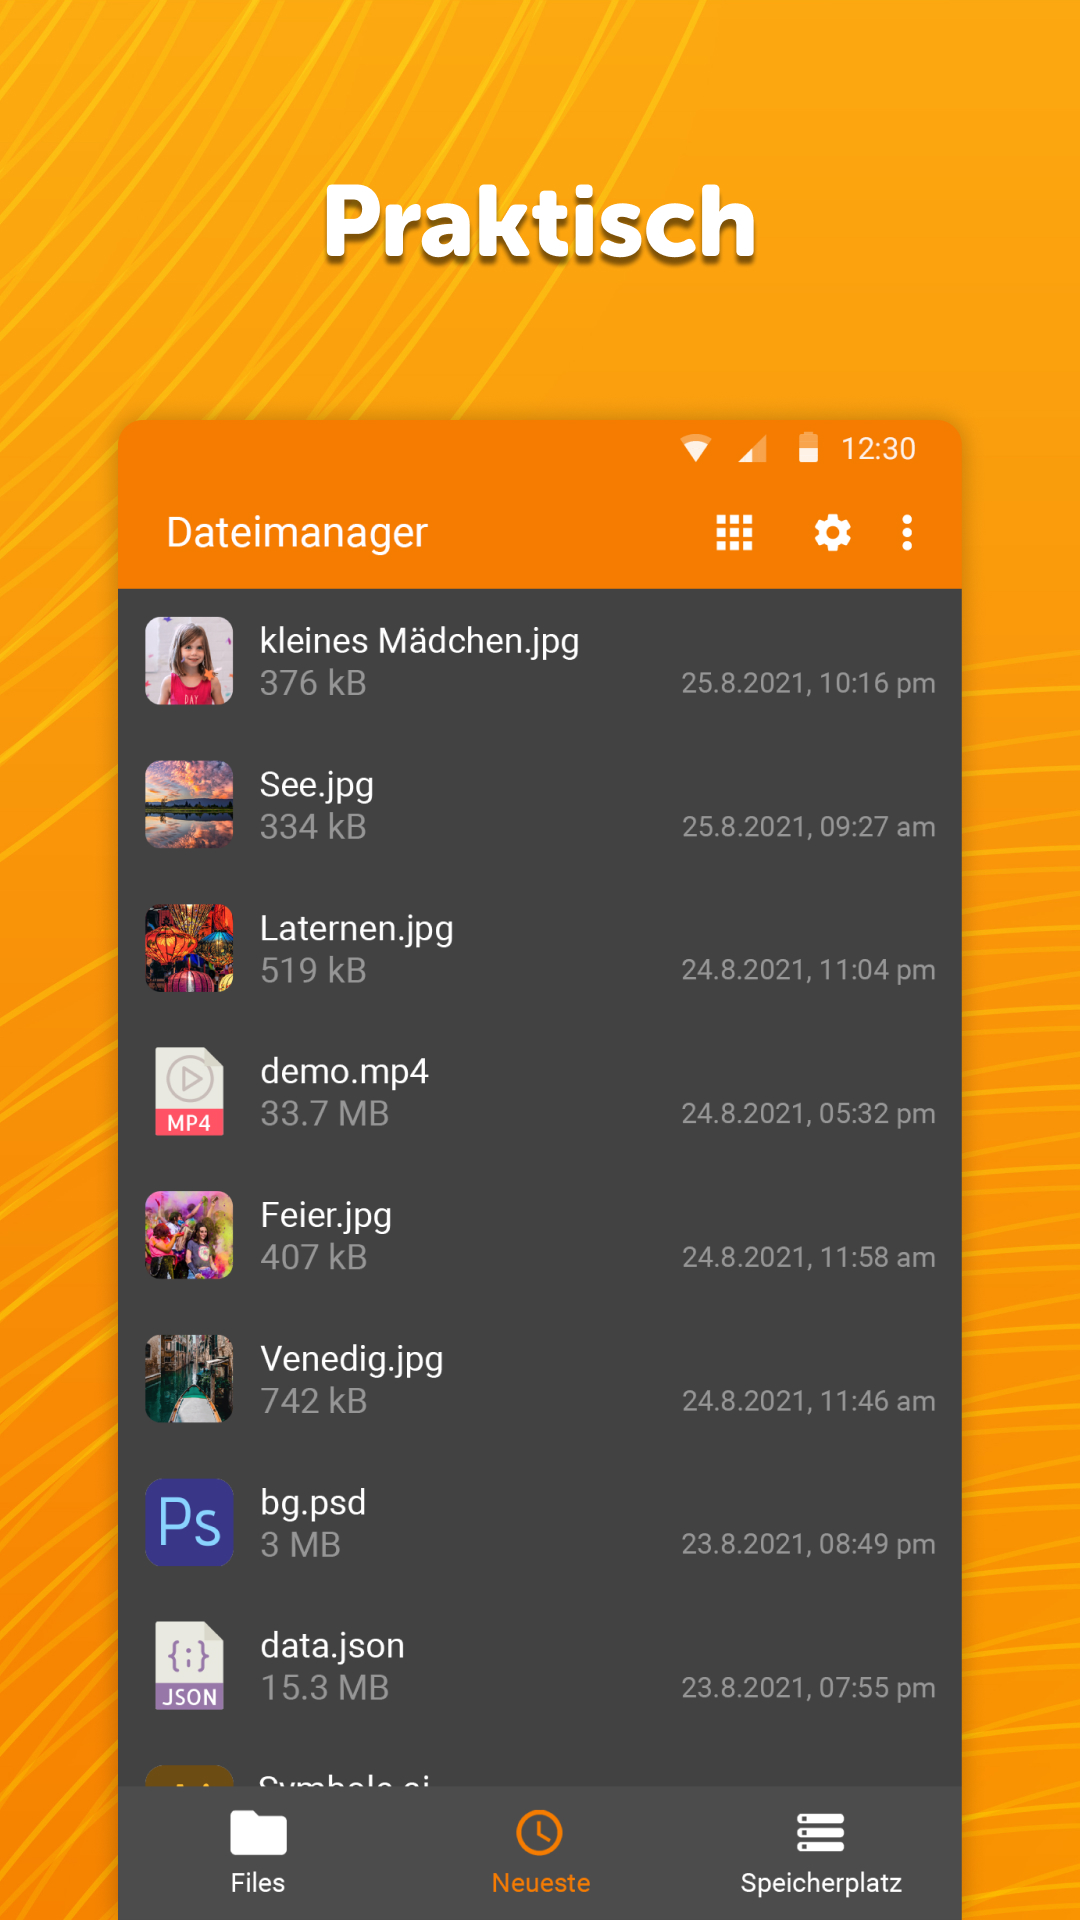 Praktisch
12:30
Dateimanager
kleines Mädchen.jpg
376 kB
25.8.2021, 10:16 pm
DAY
See.jpg
334 kB
25.8.2021, 09:27 am
Laternen.jpg
519 kB
24.8.2021, 11:04 pm
MP4
demo.mp4
33.7 MB
24.8.2021, 05:32 pm
Feier.jpg
407 kB
24.8.2021, 11:58 am
Venedig.jpg
742 kB
24.8.2021, 11:46 am
Ps
bg.psd
3 MB
23.8.2021, 08:49 pm
{;}
JSON
data.json
15.3 MB
23.8.2021, 07:55 pm
Symbole.ai
Files
Neueste
Speicherplatz